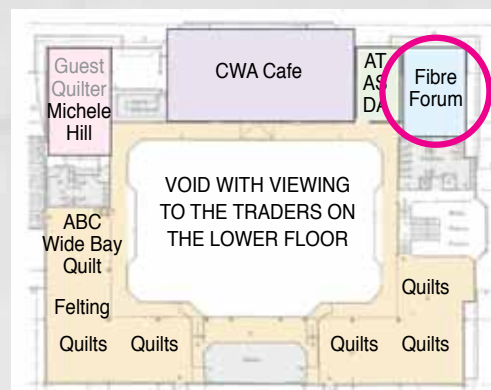 Guest
Quilter
Michele
Hill
CWA Cafe
AT
AS
DA
Fibre
Forum
VOID WITH VIEWING
TO THE TRADERS ON
THE LOWER FLOOR
ABC
Wide Bay
Quilt
Felting
Quilts
Quilts
Quilts
Quilts
Quilts